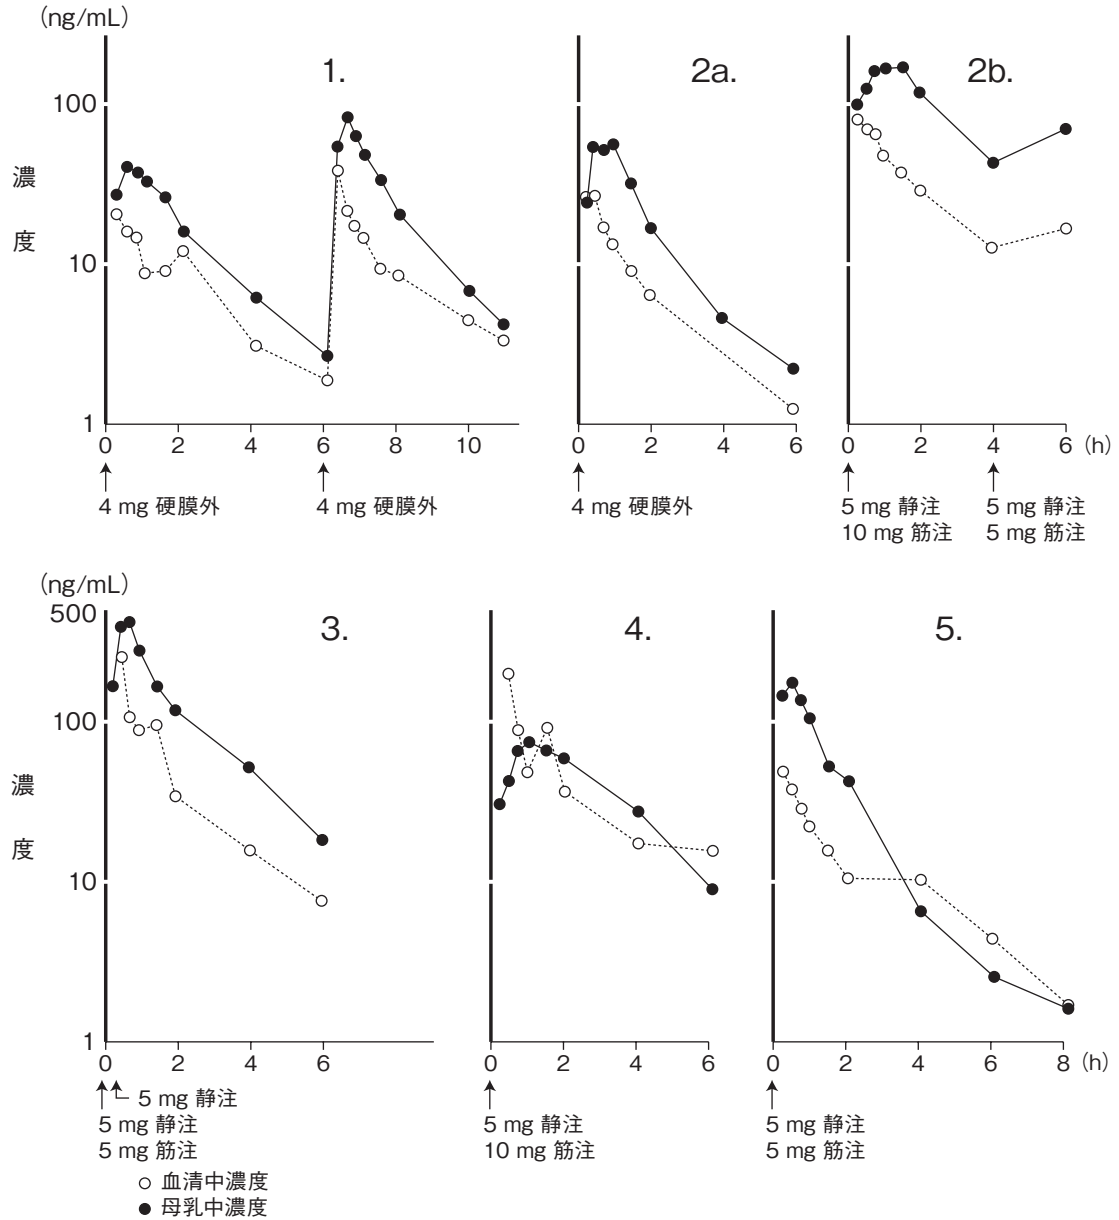 (ng/mL)
1.
2a.
2b.
100
10
1
濃
度
0 2 4 6 8 10
0 2 4 6
0 2 4 6 (h)
4 mg 硬膜外
4 mg 硬膜外
4 mg 硬膜外
5 mg 静注
10 mg 筋注
5 mg 静注
5 mg 筋注
(ng/mL)
500
3.
4.
5.
100
10
1
濃
度
0 2 4 6
0 2 4 6
0 2 4 6 8 (h)
5 mg 静注
5 mg 静注
5 mg 筋注
5 mg 静注
10 mg 筋注
5 mg 静注
5 mg 筋注
○ 血清中濃度
● 母乳中濃度